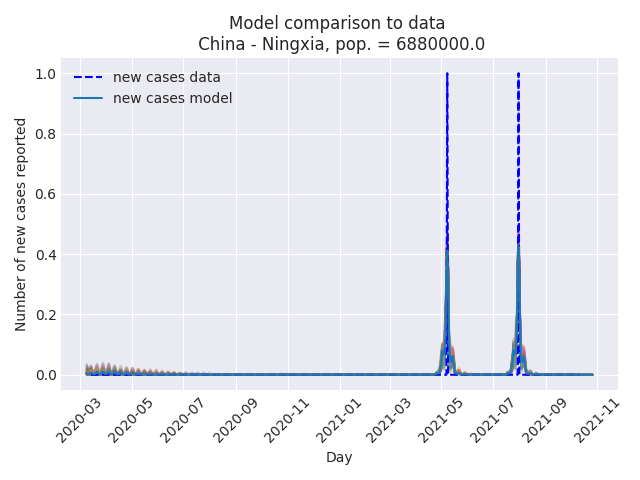 Model comparison to data
China - Ningxia, pop. = 6880000.0
new cases data
new cases model
1.0
0.8
0.6
0.4
0.2
0.0
Number of new cases reported
2020-03
2020-05
2020-07
2020-09
2020-11
2021-01
2021-03
2021-05
2021-07
2021-09
2021-11
Day